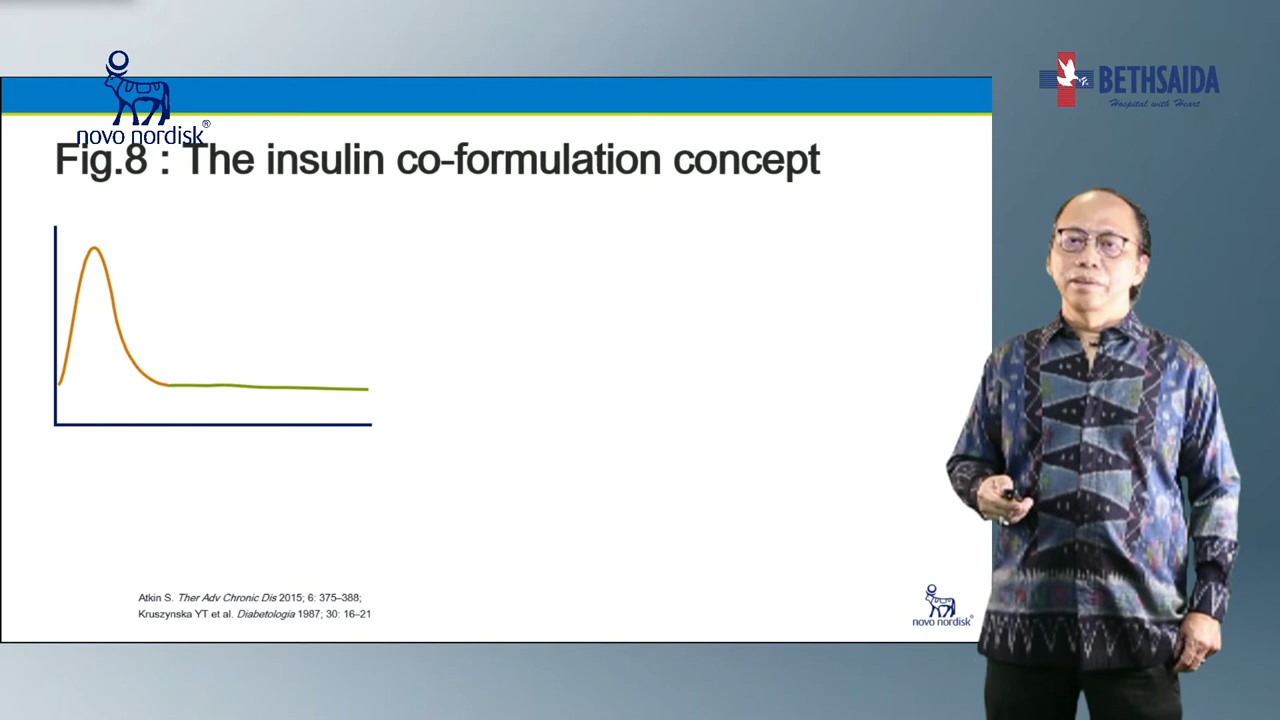 novo nordisk®
BETHSAIDA
Hospital with Heart
Fig.8 : The insulin co-formulation concept
Atkin S. Ther Adv Chronic Dis 2015; 6: 375–388;
Kruszynska YT et al. Diabetologia 1987; 30: 16–21
novo nordisk®